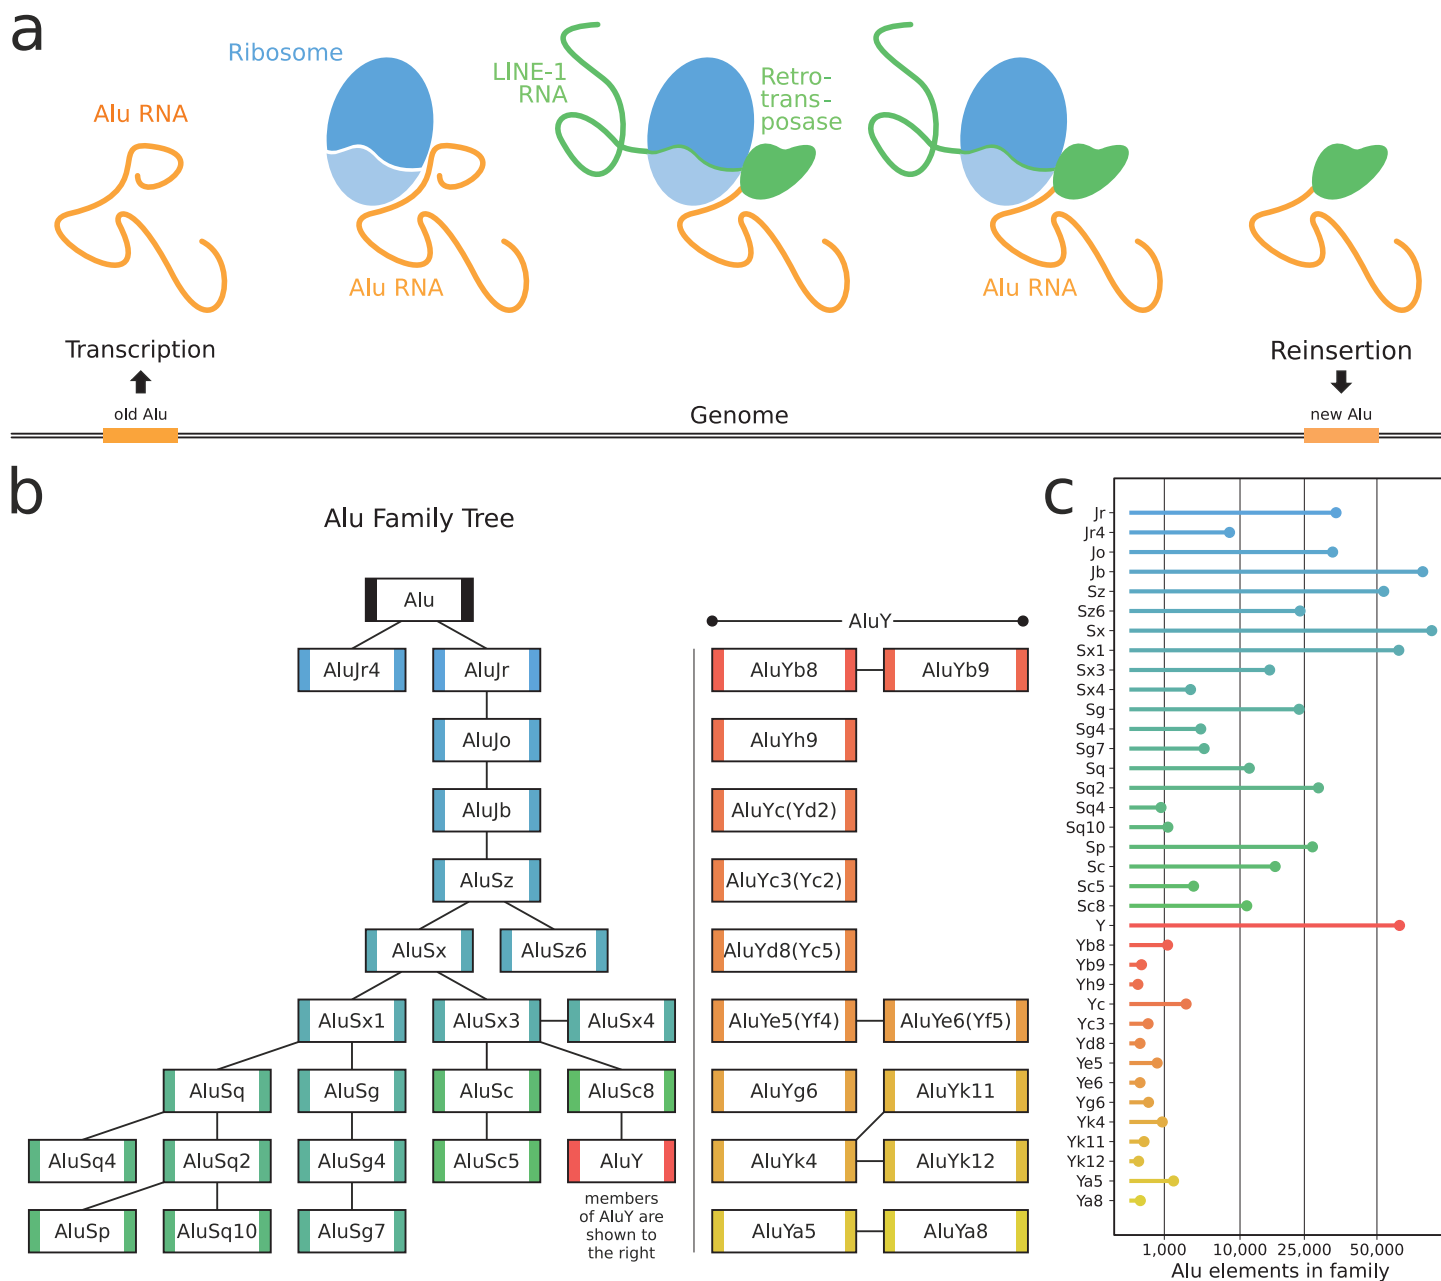 a
Ribosome
LINE-1
RNA
Retro-
trans-
posase
Alu RNA
Alu RNA
Alu RNA
Transcription
Reinsertion
old Alu
Genome
new Alu
b
Alu Family Tree
Alu
AluJr4
AluJr
AluJo
AluJb
AluSz
AluSx
AluSz6
AluSx1
AluSx3
AluSx4
AluSq
AluSg
AluSc
AluSc8
AluSq4
AluSq2
AluSg4
AluSc5
AluY
AluSp
AluSq10
AluSg7
members
of AluY are
shown to
the right
AluY
AluYb8
AluYb9
AluYh9
AluYc(Yd2)
AluYc3(Yc2)
AluYd8(Yc5)
AluYe5(Yf4)
AluYe6(Yf5)
AluYg6
AluYk11
AluYk4
AluYk12
AluYa5
AluYa8
c
Jr
Jr4
Jo
Jb
Sz
Sz6
Sx
Sx1
Sx3
Sx4
Sg
Sg4
Sg7
Sq
Sq2
Sq4
Sq10
Sp
Sc
Sc5
Sc8
Y
Yb8
Yb9
Yh9
Yc
Yc3
Yd8
Ye5
Ye6
Yg6
Yk4
Yk11
Yk12
Ya5
Ya8
1,000 10,000 25,000 50,000
Alu elements in family